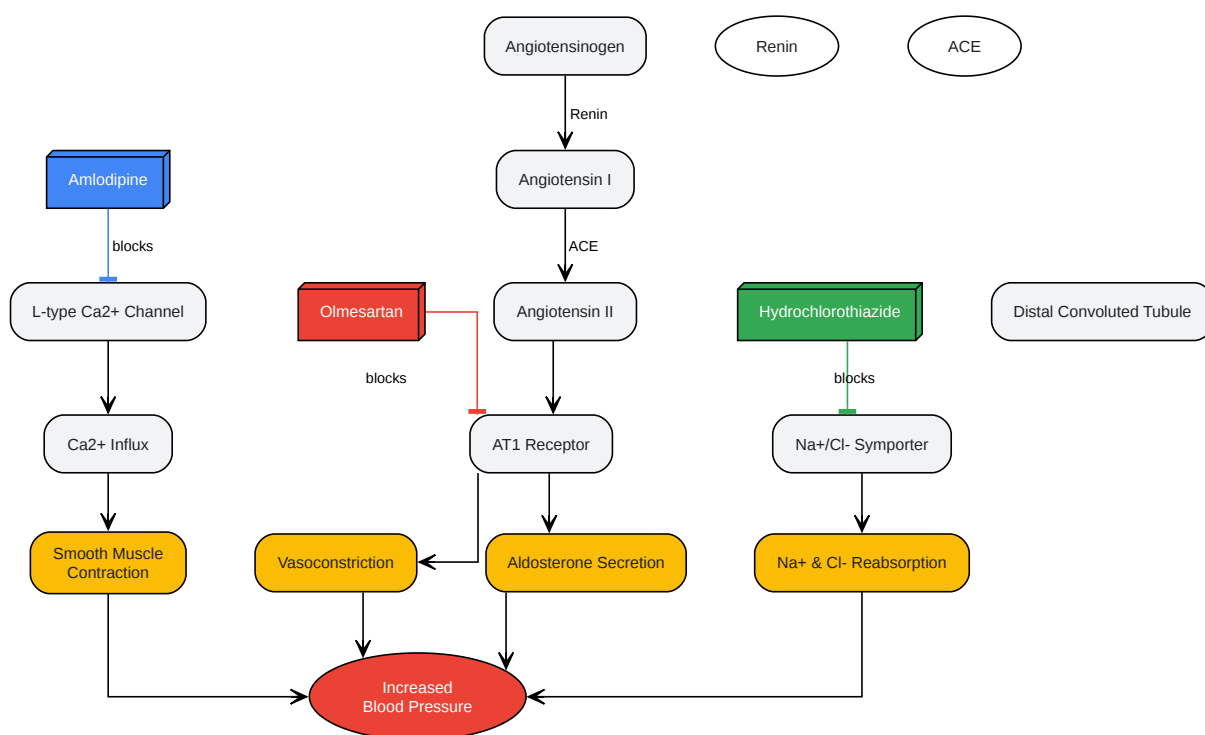 Angiotensinogen
Renin
ACE
Renin
Amlodipine
Angiotensin I
blocks
ACE
L-type Ca2+ Channel
Olmesartan
Angiotensin II
Hydrochlorothiazide
Distal Convoluted Tubule
blocks
blocks
Ca2+ Influx
AT1 Receptor
Na+/Cl- Symporter
Smooth Muscle
Contraction
Vasoconstriction
Aldosterone Secretion
Na+ & Cl- Reabsorption
Increased
Blood Pressure